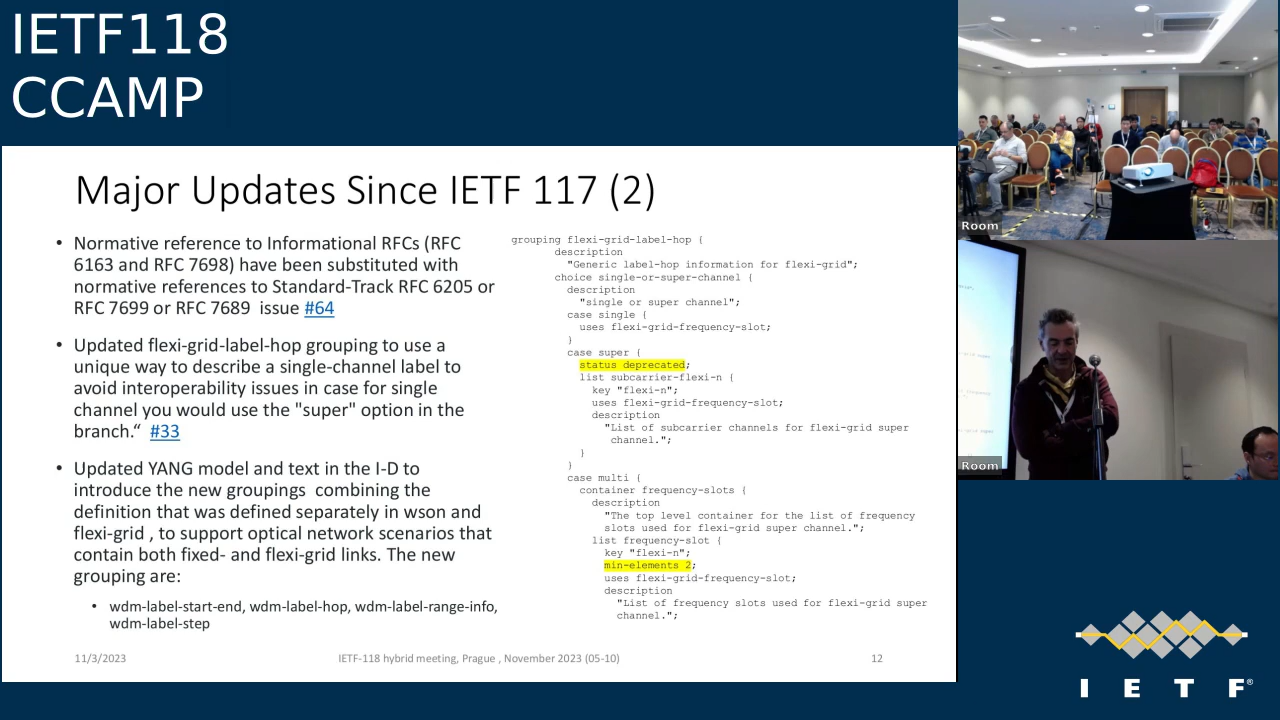 IETF118
CCAMP
Major Updates Since IETF 117 (2)
• Normative reference to Informational RFCs (RFC
6163 and RFC 7698) have been substituted with
normative references to Standard-Track RFC 6205 or
RFC 7699 or RFC 7689  issue #64
• Updated flexi-grid-label-hop grouping to use a
unique way to describe a single-channel label to
avoid interoperability issues in case for single
channel you would use the "super" option in the
branch.“  #33
• Updated YANG model and text in the I-D to
introduce the new groupings  combining the
definition that was defined separately in wson and
flexi-grid , to support optical network scenarios that
contain both fixed- and flexi-grid links. The new
grouping are:
• wdm-label-start-end, wdm-label-hop, wdm-label-range-info,
wdm-label-step
grouping flexi-grid-label-hop {
description
"Generic label-hop information for flexi-grid";
choice single-or-super-channel {
description
"single or super channel";
case single {
uses flexi-grid-frequency-slot;
}
case super {
status deprecated;
list subcarrier-flexi-n {
key "flexi-n";
uses flexi-grid-frequency-slot;
description
"List of subcarrier channels for flexi-grid super
channel.";
}
}
case multi {
container frequency-slots {
description
"The top level container for the list of frequency
slots used for flexi-grid super channel.";
list frequency-slot {
key "flexi-n";
min-elements 2;
uses flexi-grid-frequency-slot;
description
"List of frequency slots used for flexi-grid super
channel.";
11/3/2023
IETF-118 hybrid meeting, Prague , November 2023 (05-10)
12
Room
Room
I E T F®